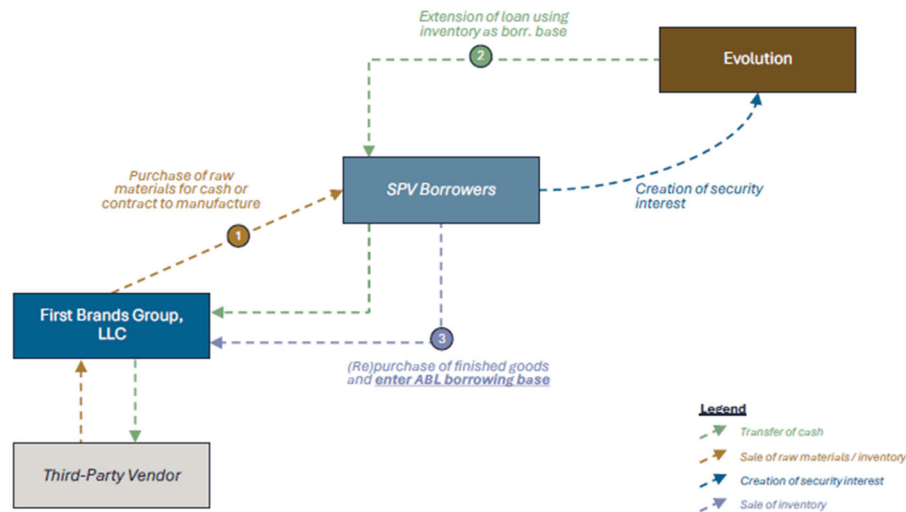 Extension of loan using
inventory as borr. base
2
Evolution
Purchase of raw
materials for cash or
contract to manufacture
SPV Borrowers
Creation of security
interest
1
First Brands Group,
LLC
3
(Re)purchase of finished goods
and enter ABL borrowing base
Third-Party Vendor
Legend
Transfer of cash
Sale of raw materials / inventory
Creation of security interest
Sale of inventory